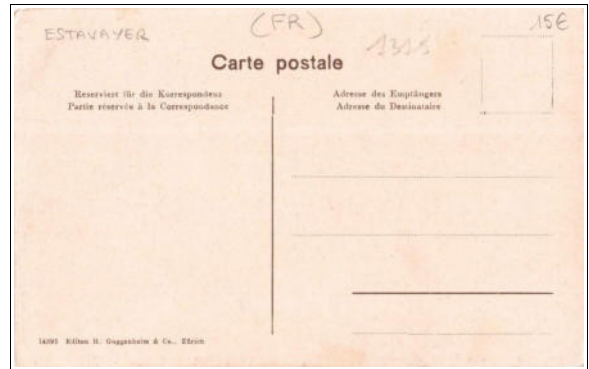 ESTAVAYER
(FR)
1315
15€
Carte postale
Reserviert für die Korrespondenz
Partie réservée à la Correspondance
Adresse des Empfängers
Adresse du Destinataire
Editon H. Guggenheim & Co., Zürich